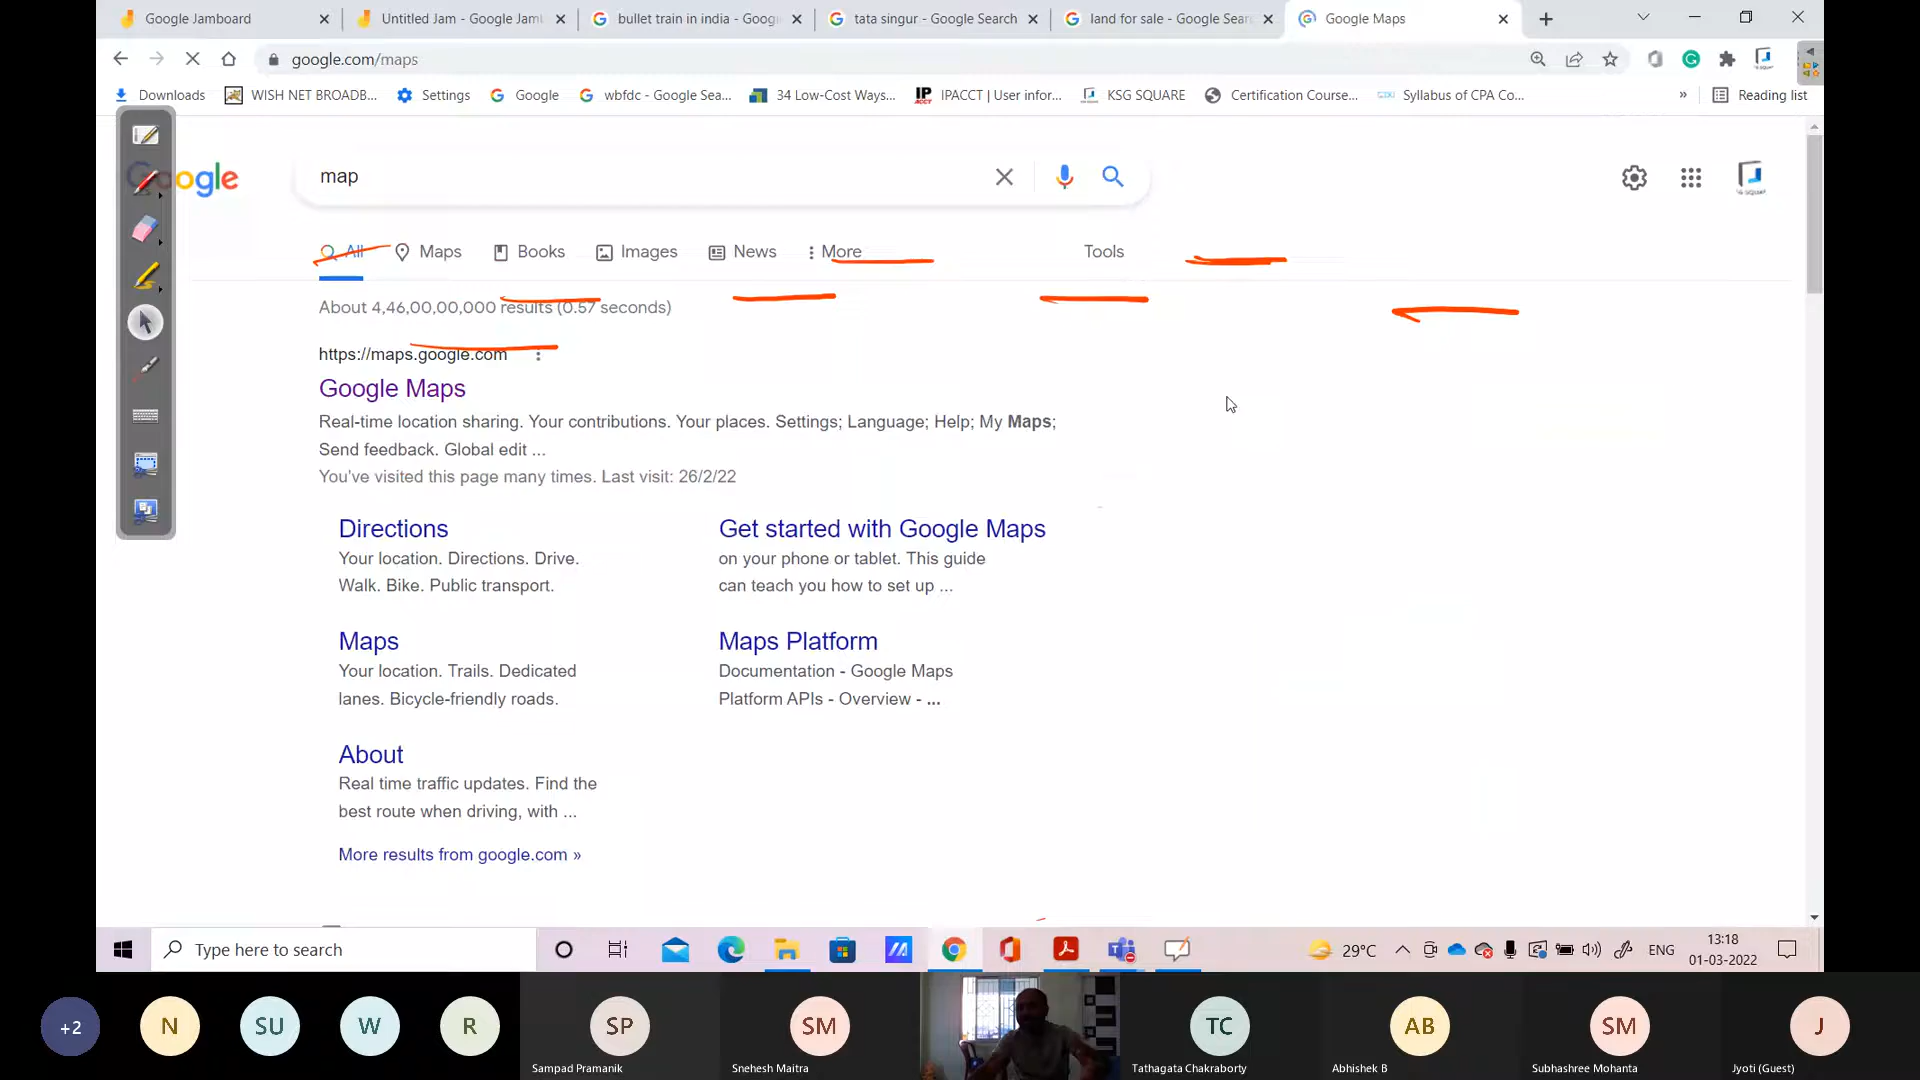 Google Jamboard
Untitled Jam - Google Jaml
bullet train in india - Googl
tata singur - Google Search
land for sale - Google Sear
Google Maps
google.com/maps
Downloads
WISH NET BROADB...
Settings
Google
wbfdc - Google Sea...
34 Low-Cost Ways...
IP
IPACCT | User infor...
KSG SQUARE
Certification Course...
Syllabus of CPA Co...
»
Reading list
Google
map
All
Maps
Books
Images
News
More
Tools
About 4,46,00,00,000 results (0.57 seconds)
https://maps.google.com
Google Maps
Real-time location sharing. Your contributions. Your places. Settings; Language; Help; My Maps;
Send feedback. Global edit ...
You've visited this page many times. Last visit: 26/2/22
Directions
Your location. Directions. Drive.
Walk. Bike. Public transport.
Get started with Google Maps
on your phone or tablet. This guide
can teach you how to set up ...
Maps
Your location. Trails. Dedicated
lanes. Bicycle-friendly roads.
Maps Platform
Documentation - Google Maps
Platform APIs - Overview - ...
About
Real time traffic updates. Find the
best route when driving, with ...
More results from google.com »
Type here to search
29°C
ENG
13:18
01-03-2022
+2
N
SU
W
R
SP
Sampad Pramanik
SM
Snehesh Maitra
TC
Tathagata Chakraborty
AB
Abhishek B
SM
Subhashree Mohanta
J
Jyoti (Guest)